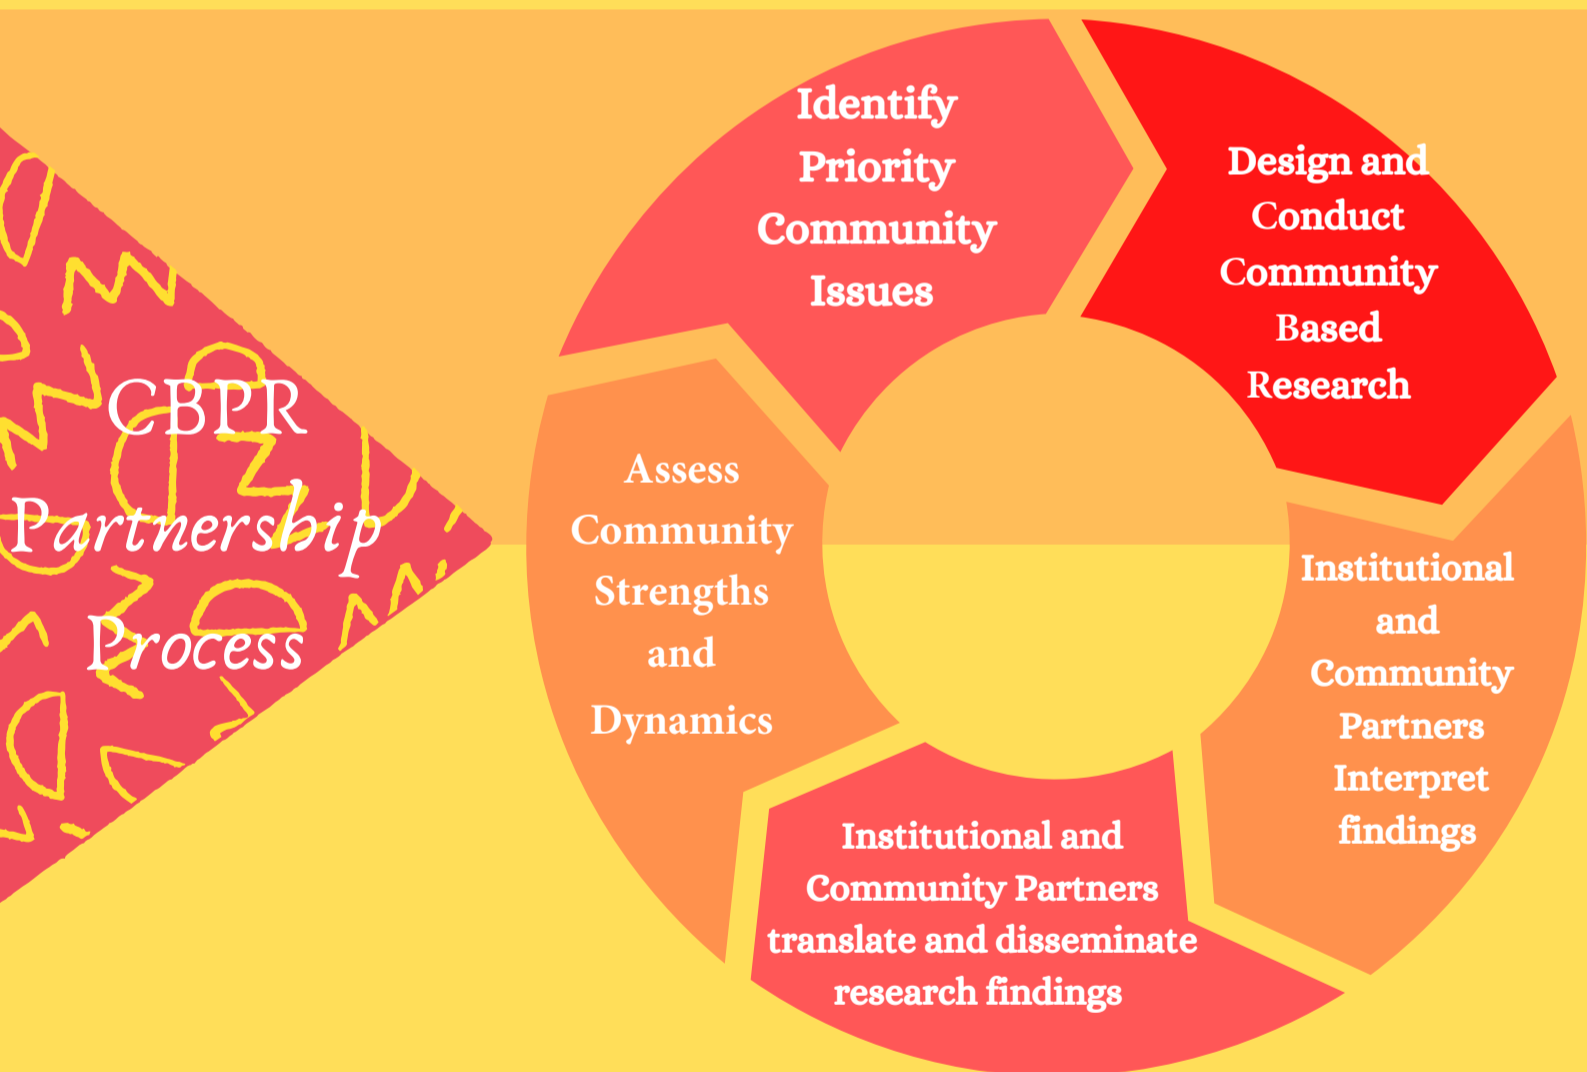 CBPR
Partnership
Process
Identify
Priority
Community
Issues
Design and
Conduct
Community
Based
Research
Institutional
and
Community
Partners
Interpret
findings
Institutional and
Community Partners
translate and disseminate
research findings
Assess
Community
Strengths
and
Dynamics